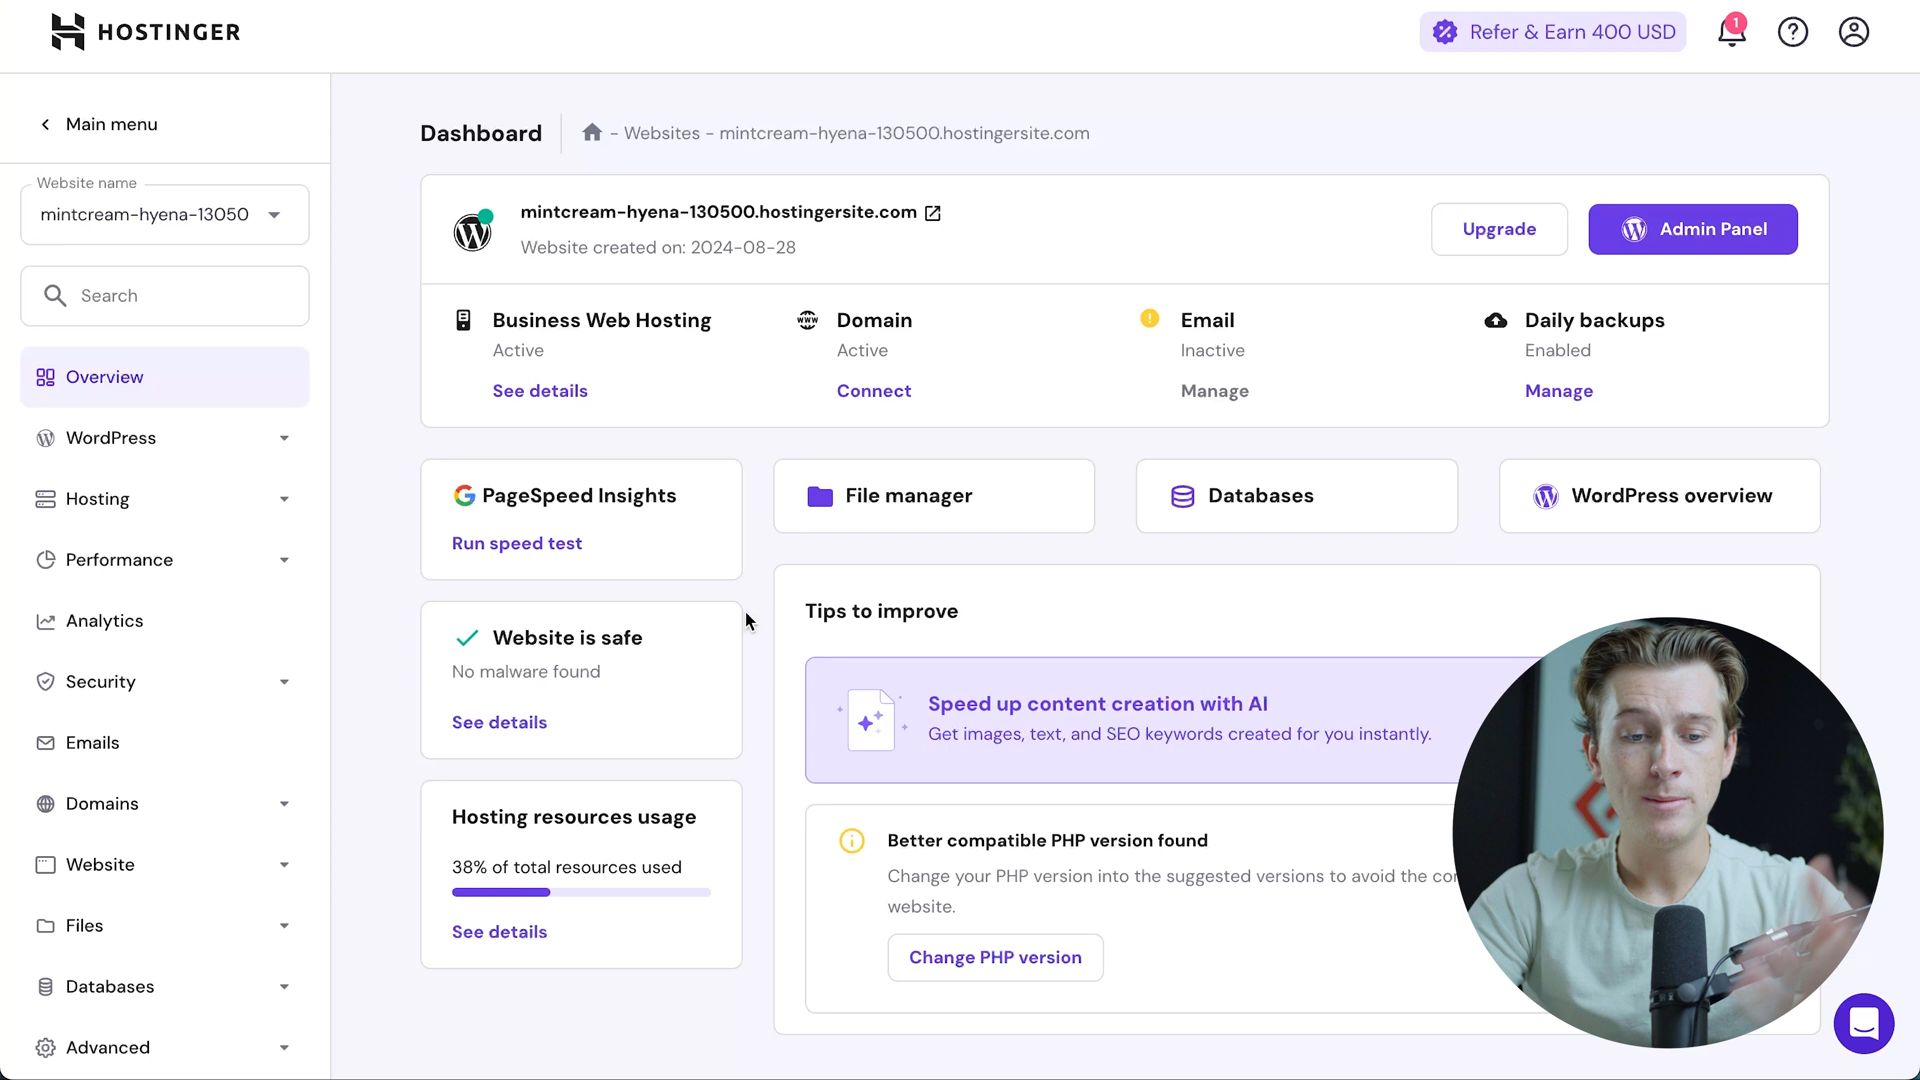 HOSTINGER
Refer & Earn 400 USD
1
Main menu
Website name
mintcream-hyena-13050
Search
Overview
WordPress
Hosting
Performance
Analytics
Security
Emails
Domains
Website
Files
Databases
Advanced
Dashboard
- Websites - mintcream-hyena-130500.hostingersite.com
mintcream-hyena-130500.hostingersite.com
Website created on: 2024-08-28
Upgrade
Admin Panel
Business Web Hosting
Active
See details
www
Domain
Active
Connect
Email
Inactive
Manage
Daily backups
Enabled
Manage
PageSpeed Insights
Run speed test
File manager
Databases
WordPress overview
Website is safe
No malware found
See details
Hosting resources usage
38% of total resources used
See details
Tips to improve
Speed up content creation with AI
Get images, text, and SEO keywords created for you instantly.
Better compatible PHP version found
Change your PHP version into the suggested versions to avoid the
website.
Change PHP version